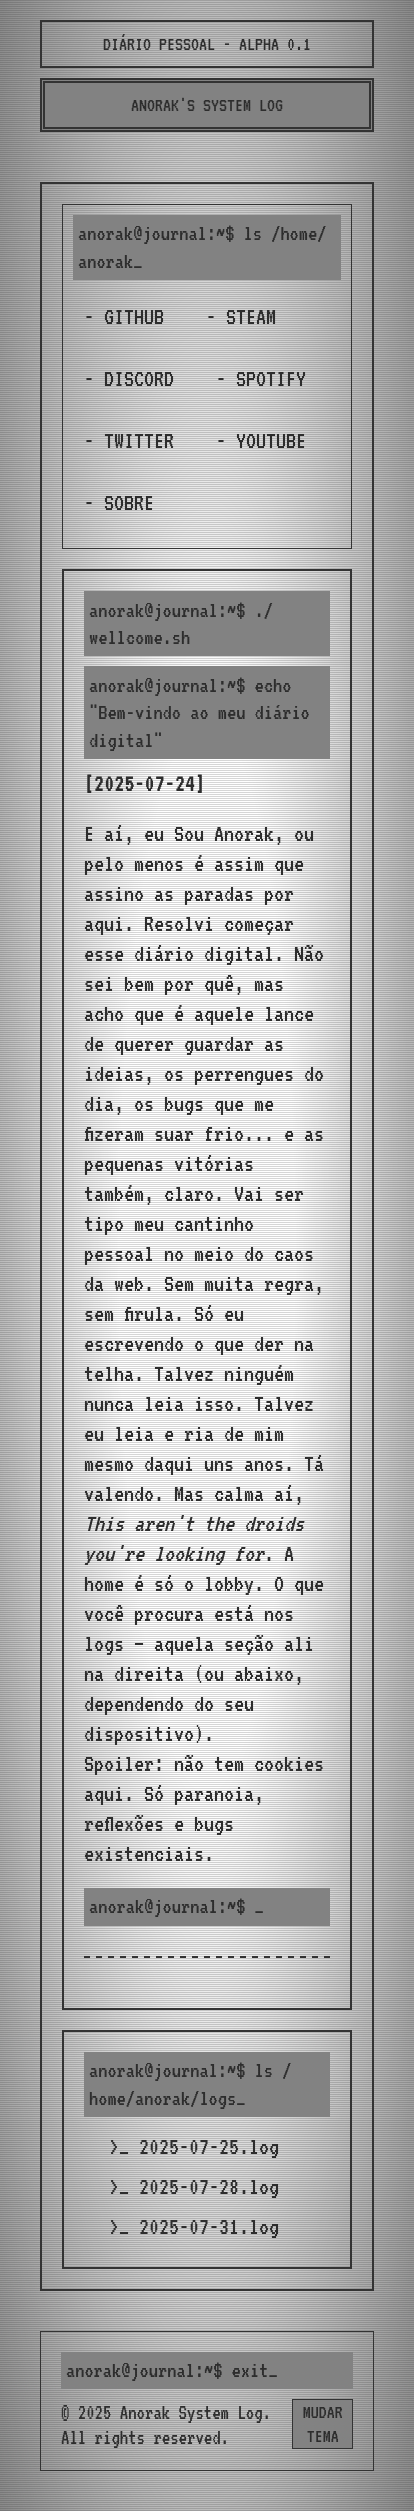 DIÁRIO PESSOAL - ALPHA 0.1
ANORAK'S SYSTEM LOG
anorak@journal:~$ ls /home/
anorak_
- GITHUB - STEAM
- DISCORD - SPOTIFY
- TWITTER - YOUTUBE
- SOBRE
anorak@journal:~$ ./
wellcome.sh
anorak@journal:~$ echo
"Bem-vindo ao meu diário
digital"
[2025-07-24]
E aí, eu Sou Anorak, ou
pelo menos é assim que
assino as paradas por
aqui. Resolvi começar
esse diário digital. Não
sei bem por quê, mas
acho que é aquele lance
de querer guardar as
ideias, os perrengues do
dia, os bugs que me
fizeram suar frio... e as
pequenas vitórias
também, claro. Vai ser
tipo meu cantinho
pessoal no meio do caos
da web. Sem muita regra,
sem firula. Só eu
escrevendo o que der na
telha. Talvez ninguém
nunca leia isso. Talvez
eu leia e ria de mim
mesmo daqui uns anos. Tá
valendo. Mas calma aí,
This aren't the droids
you're looking for. A
home é só o lobby. O que
você procura está nos
logs — aquela seção ali
na direita (ou abaixo,
dependendo do seu
dispositivo).
Spoiler: não tem cookies
aqui. Só paranoia,
reflexões e bugs
existenciais.
anorak@journal:~$ _
anorak@journal:~$ ls /
home/anorak/logs_
>_ 2025-07-25.log
>_ 2025-07-28.log
>_ 2025-07-31.log
anorak@journal:~$ exit_
© 2025 Anorak System Log.
All rights reserved.
MUDAR
TEMA